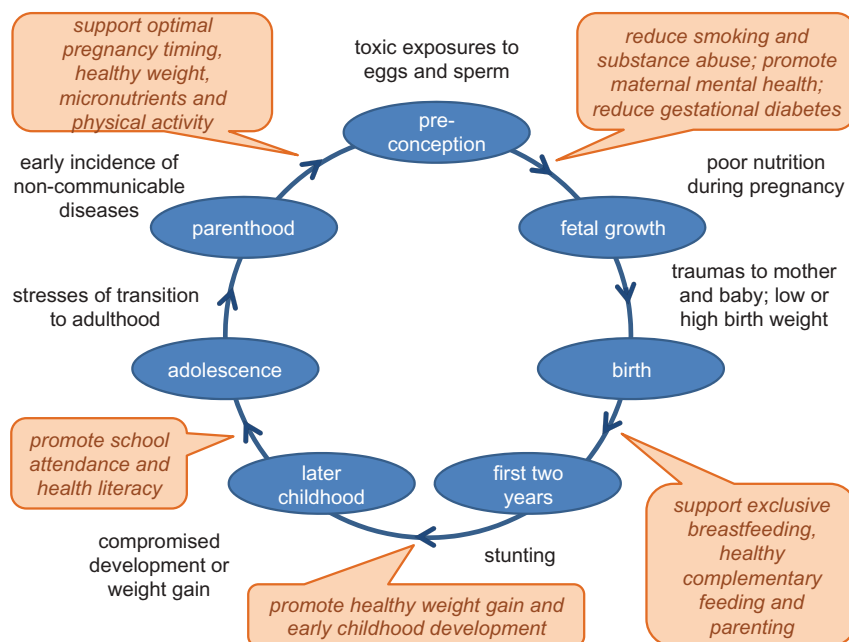 support optimal
pregnancy timing,
healthy weight,
micronutrients and
physical activity
toxic exposures to
eggs and sperm
reduce smoking and
substance abuse; promote
maternal mental health;
reduce gestational diabetes
pre-
conception
early incidence of
non-communicable
diseases
poor nutrition
during pregnancy
parenthood
fetal growth
stresses of transition
to adulthood
traumas to mother
and baby; low or
high birth weight
adolescence
birth
promote school
attendance and
health literacy
later
childhood
first two
years
support exclusive
breastfeeding,
healthy
complementary
feeding and
parenting
compromised
development or
weight gain
stunting
promote healthy weight gain and
early childhood development